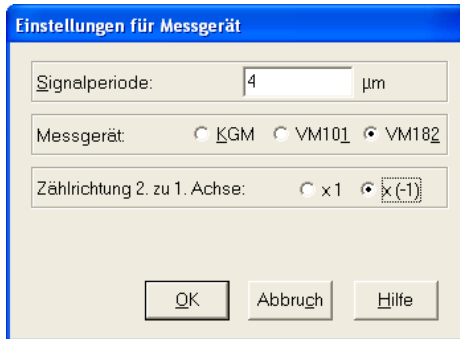 Einstellungen für Messgerät
Signalperiode: 4 µm
Messgerät: KGM VM101 VM182
Zählrichtung 2. zu 1. Achse: x 1 x (-1)
OK Abbruch Hilfe